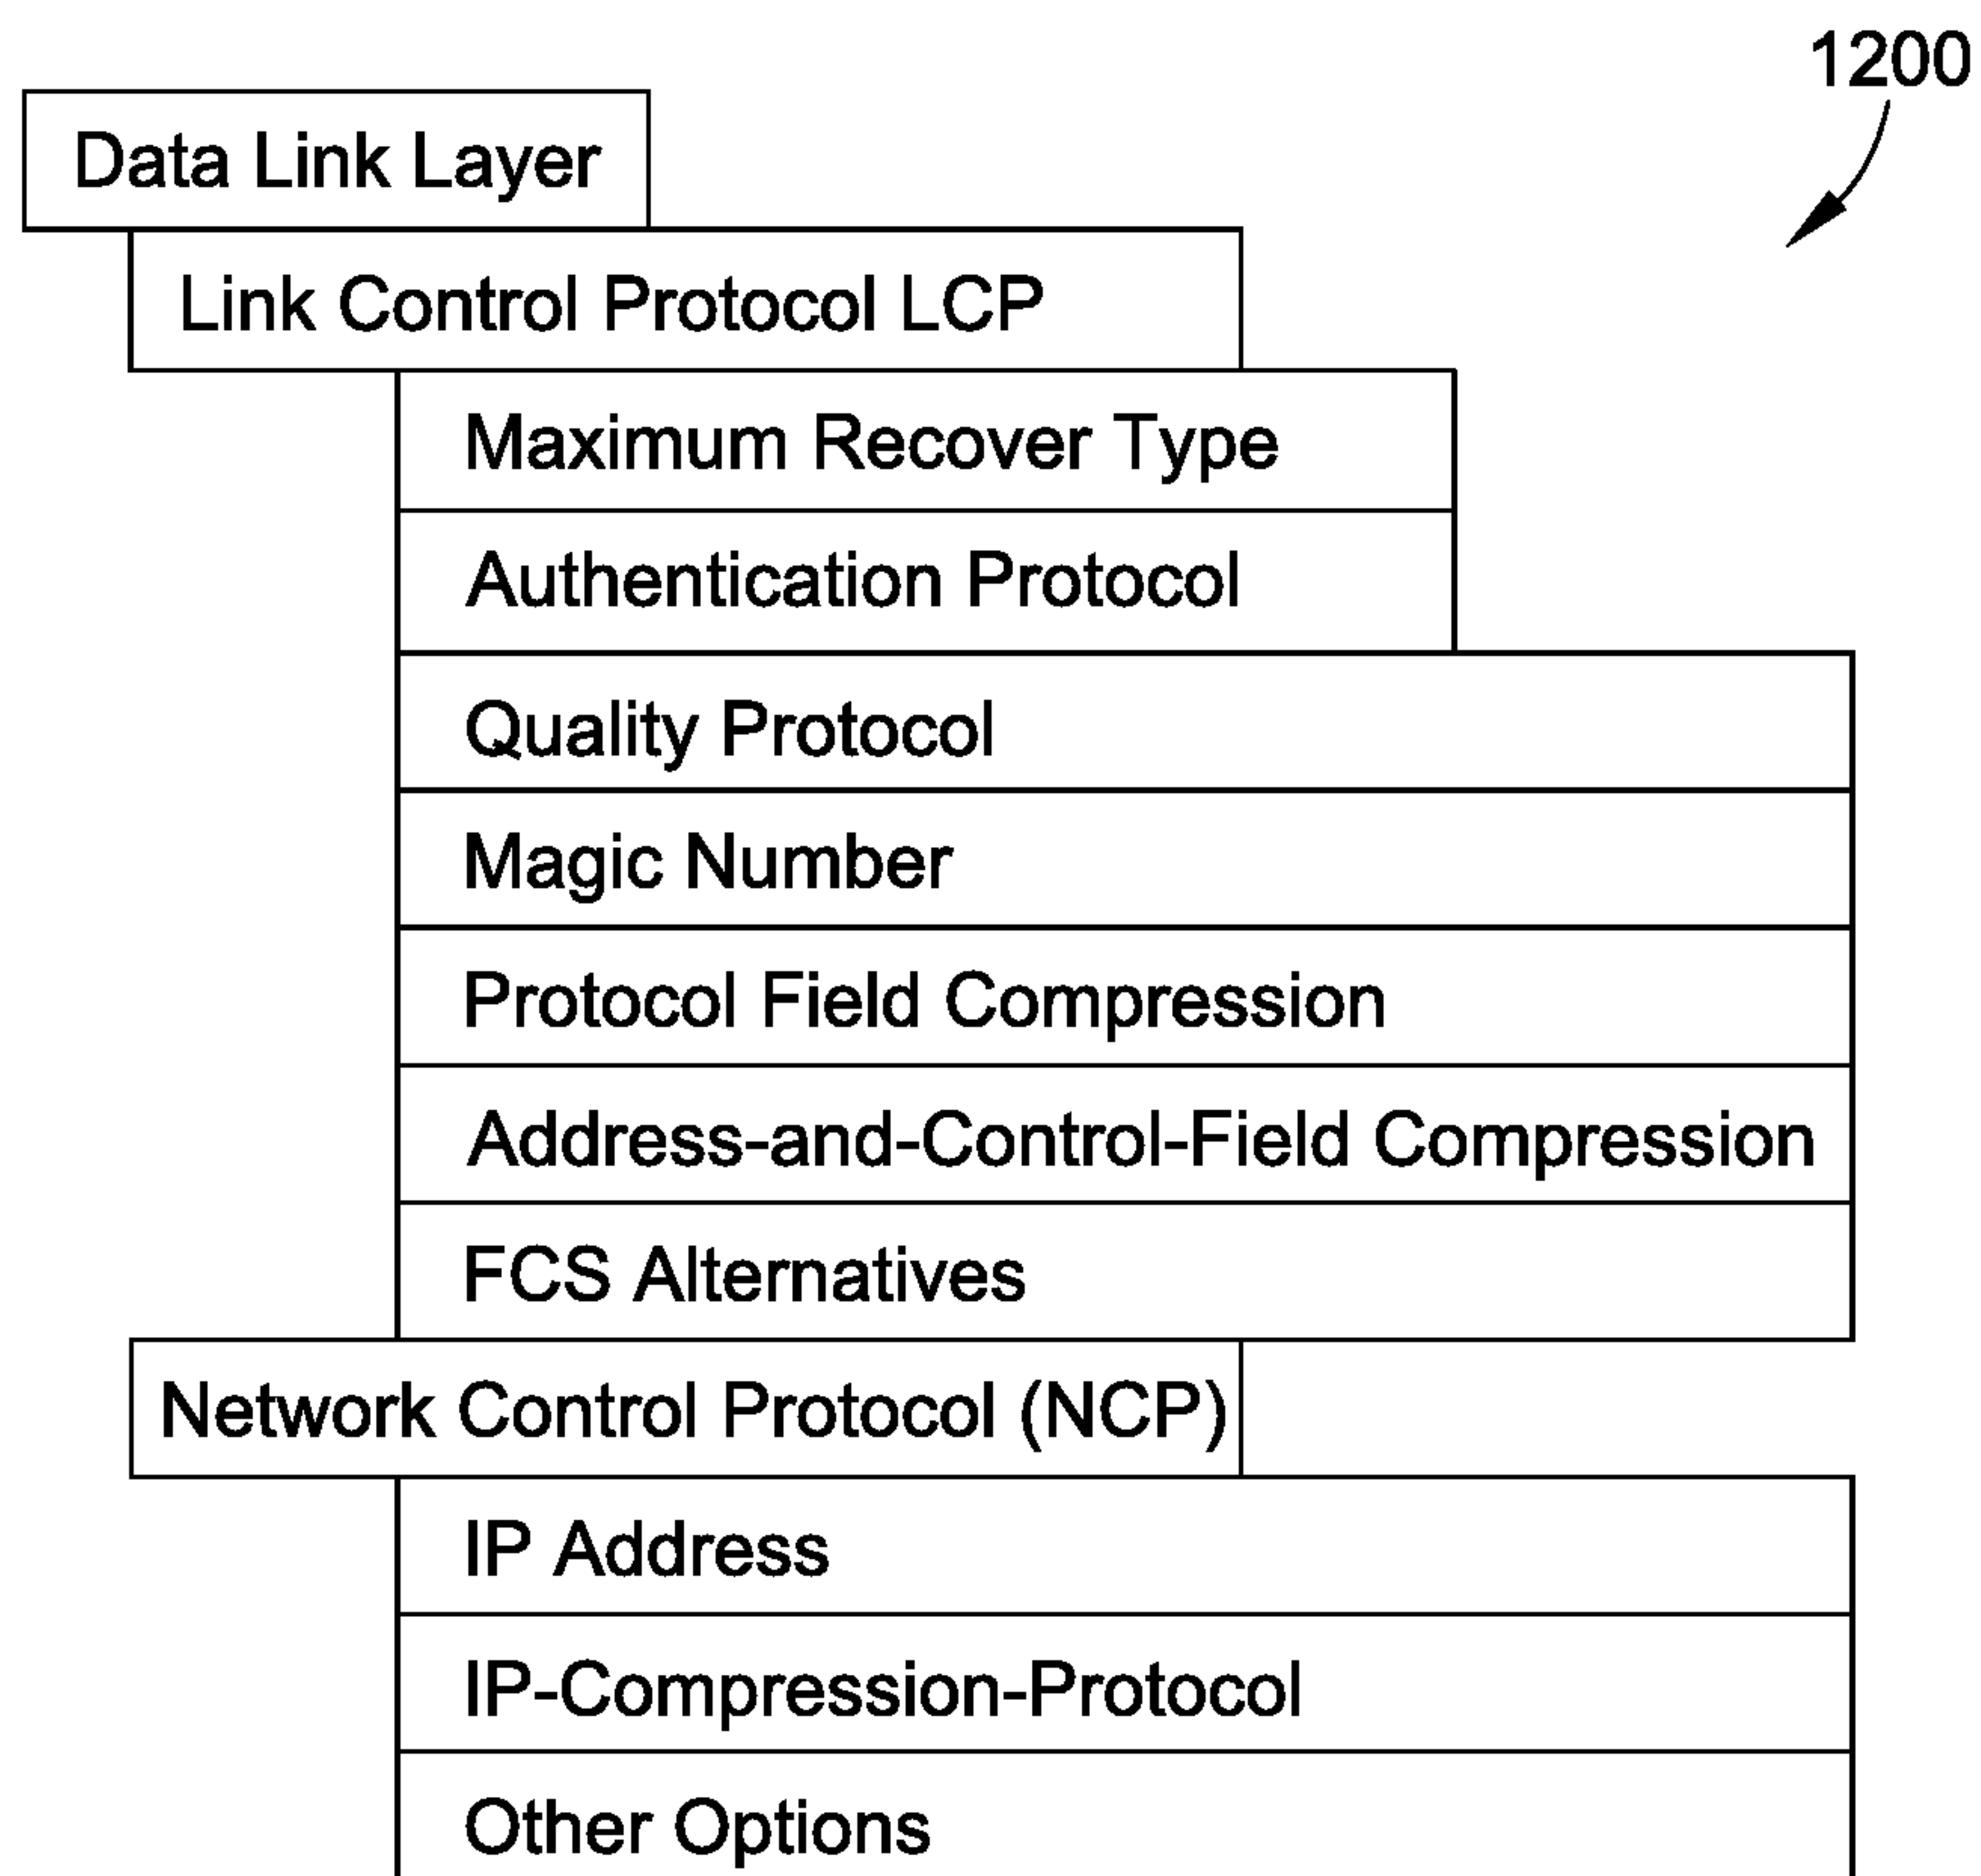 1200
Data Link Layer
Link Control Protocol LCP
Maximum Recover Type
Authentication Protocol
Quality Protocol
Magic Number
Protocol Field Compression
Address-and-Control-Field Compression
FCS Alternatives
Network Control Protocol (NCP)
IP Address
IP-Compression-Protocol
Other Options